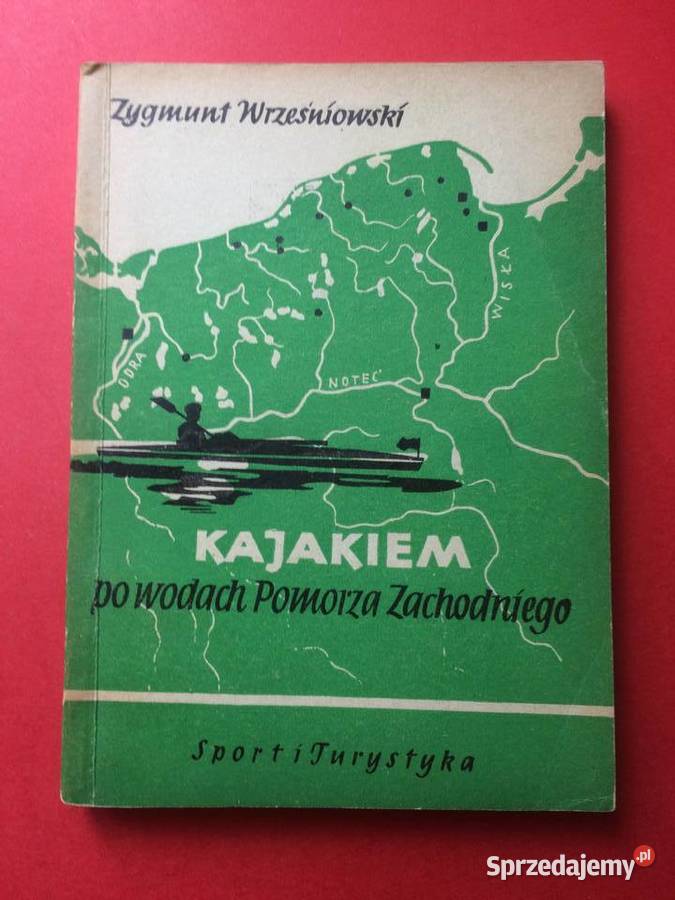 Zygmunt Wrześniowski
WISŁA
ODRA
NOTEĆ
KAJAKIEM
po wodach Pomorza Zachodniego
Sport i Turystyka
Sprzedajemy.pl